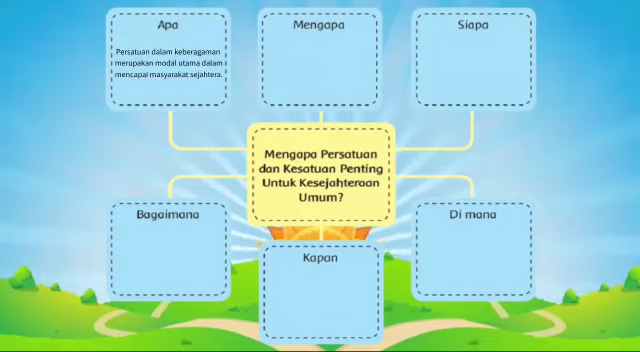 Apa
Persatuan dalam keberagaman
merupakan modal utama dalam
mencapai masyarakat sejahtera.
Mengapa
Siapa
Mengapa Persatuan
dan Kesatuan Penting
Untuk Kesejahteraan
Umum?
Bagaimana
Kapan
Di mana